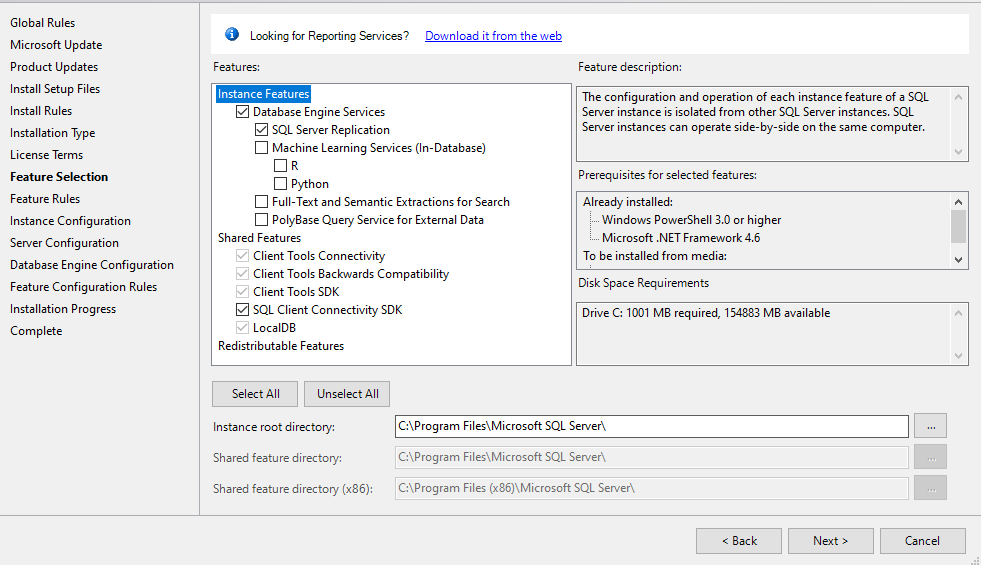 Global Rules
Microsoft Update
Product Updates
Install Setup Files
Install Rules
Installation Type
License Terms
Feature Selection
Feature Rules
Instance Configuration
Server Configuration
Database Engine Configuration
Feature Configuration Rules
Installation Progress
Complete
Looking for Reporting Services? Download it from the web
Features:
Instance Features
Database Engine Services
SQL Server Replication
Machine Learning Services (In-Database)
R
Python
Full-Text and Semantic Extractions for Search
PolyBase Query Service for External Data
Shared Features
Client Tools Connectivity
Client Tools Backwards Compatibility
Client Tools SDK
SQL Client Connectivity SDK
LocalDB
Redistributable Features
Feature description:
The configuration and operation of each instance feature of a SQL
Server instance is isolated from other SQL Server instances. SQL
Server instances can operate side-by-side on the same computer.
Prerequisites for selected features:
Already installed:
Windows PowerShell 3.0 or higher
Microsoft .NET Framework 4.6
To be installed from media:
Disk Space Requirements
Drive C: 1001 MB required, 154883 MB available
Select All
Unselect All
Instance root directory: C:\Program Files\Microsoft SQL Server\ ...
Shared feature directory: C:\Program Files\Microsoft SQL Server\ ...
Shared feature directory (x86): C:\Program Files (x86)\Microsoft SQL Server\ ...
< Back
Next >
Cancel